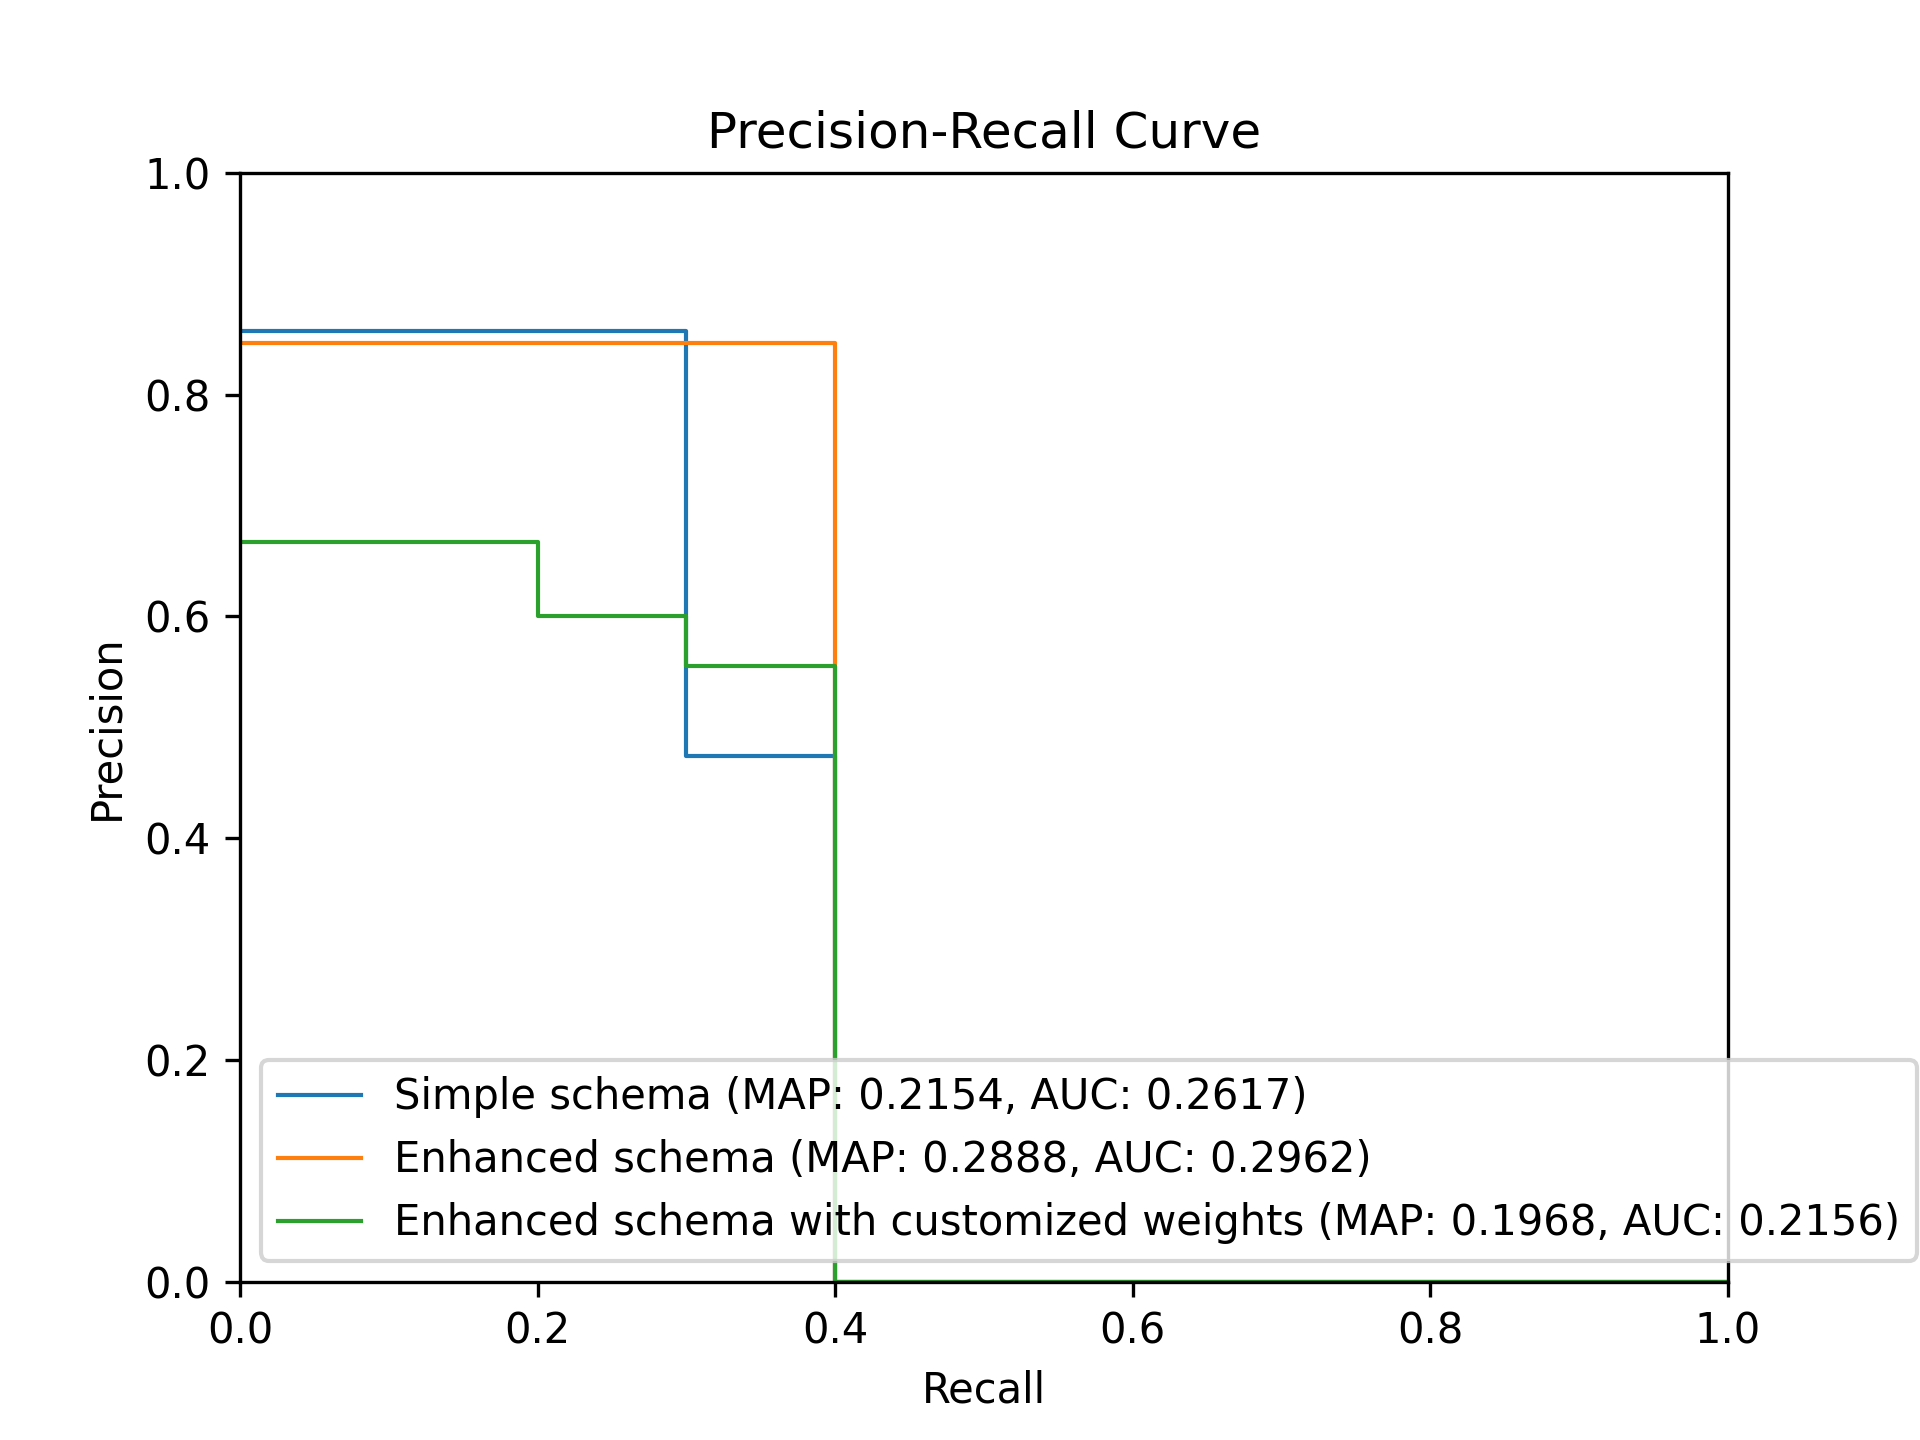 Precision-Recall Curve
1.0
0.8
0.6
0.4
0.2
0.0
Precision
Simple schema (MAP: 0.2154, AUC: 0.2617)
Enhanced schema (MAP: 0.2888, AUC: 0.2962)
Enhanced schema with customized weights (MAP: 0.1968, AUC: 0.2156)
0.0 0.2 0.4 0.6 0.8 1.0
Recall